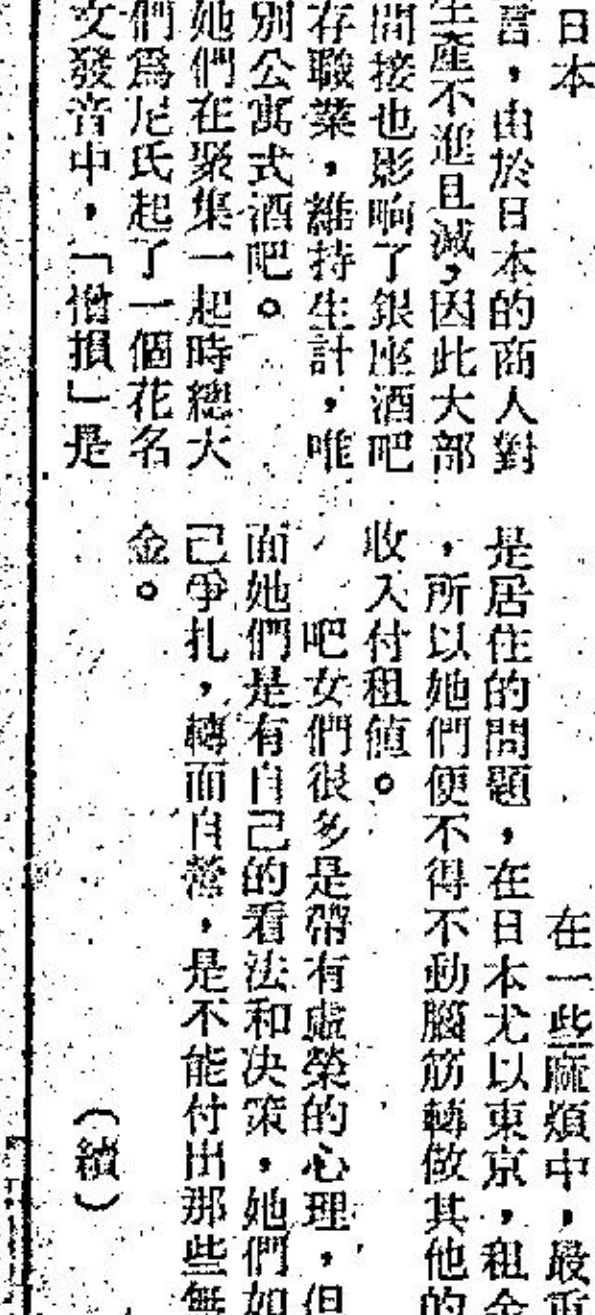 日本
言，由於日本的商人對
生產不進且減，因此大部
間接也影响了銀座酒吧
存職業，維持生計，唯
別公寓式酒吧。
她們在聚集一起時總大
們爲尼氏起了一個花名
文發音中，「憎損」是
在一些麻煩中，最重
是居住的問題，在日本尤以東京，租金
，所以她們便不得不動腦筋轉做其他的
收入付租值。
吧女們很多是帶有虛榮的心理，但
面她們是有自己的看法和決策，她們如
己爭扎，轉而自營，是不能付出那些無
金。
（續）